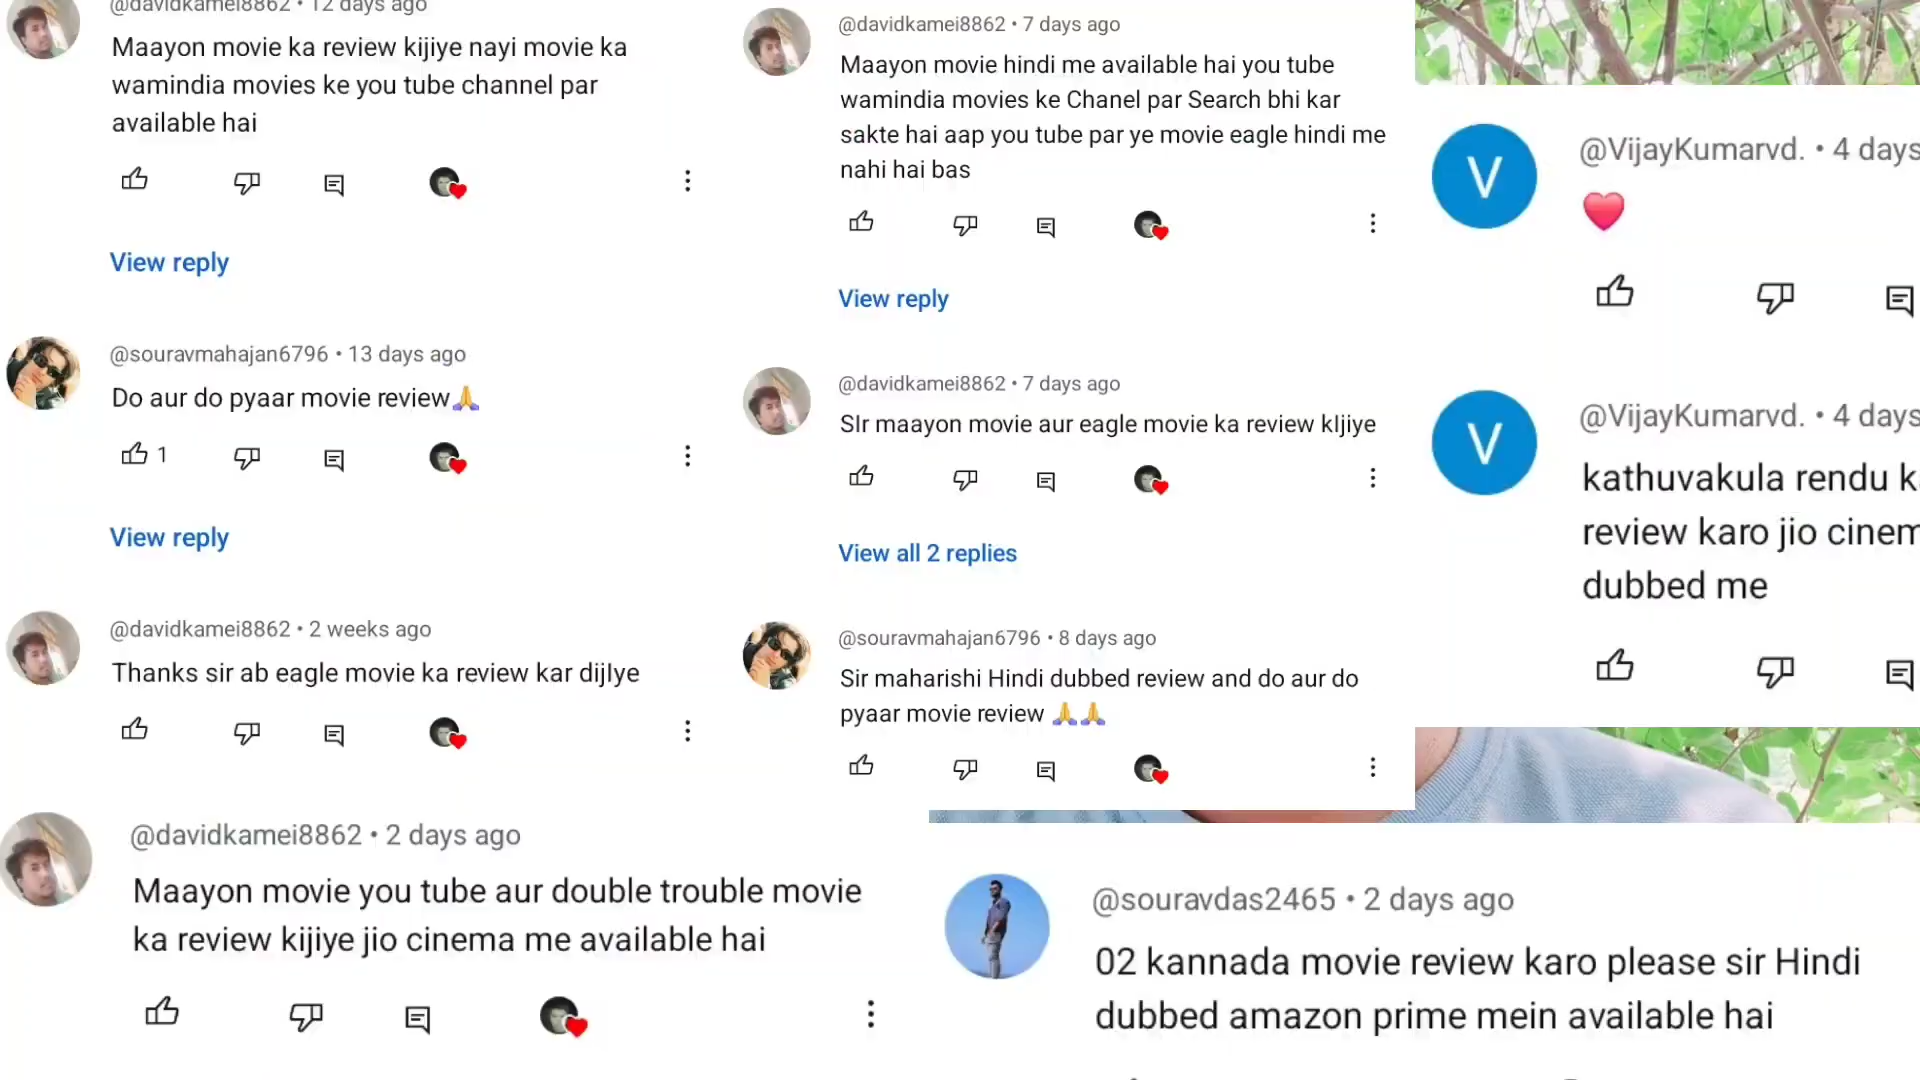 @davidkamei8862 • 12 days ago
Maayon movie ka review kijiye nayi movie ka
wamindia movies ke you tube channel par
available hai
View reply
@souravmahajan6796 • 13 days ago
Do aur do pyaar movie review🙏
1
View reply
@davidkamei8862 • 2 weeks ago
Thanks sir ab eagle movie ka review kar dijIye
@davidkamei8862 • 7 days ago
Maayon movie hindi me available hai you tube
wamindia movies ke Chanel par Search bhi kar
sakte hai aap you tube par ye movie eagle hindi me
nahi hai bas
View reply
@davidkamei8862 • 7 days ago
SIr maayon movie aur eagle movie ka review kIjiye
View all 2 replies
@souravmahajan6796 • 8 days ago
Sir maharishi Hindi dubbed review and do aur do
pyaar movie review 🙏🙏
V
@VijayKumarvd. • 4 days
❤️
V
@VijayKumarvd. • 4 days
kathuvakula rendu
review karo jio cinem
dubbed me
@davidkamei8862 • 2 days ago
Maayon movie you tube aur double trouble movie
ka review kijiye jio cinema me available hai
@souravdas2465 • 2 days ago
02 kannada movie review karo please sir Hindi
dubbed amazon prime mein available hai